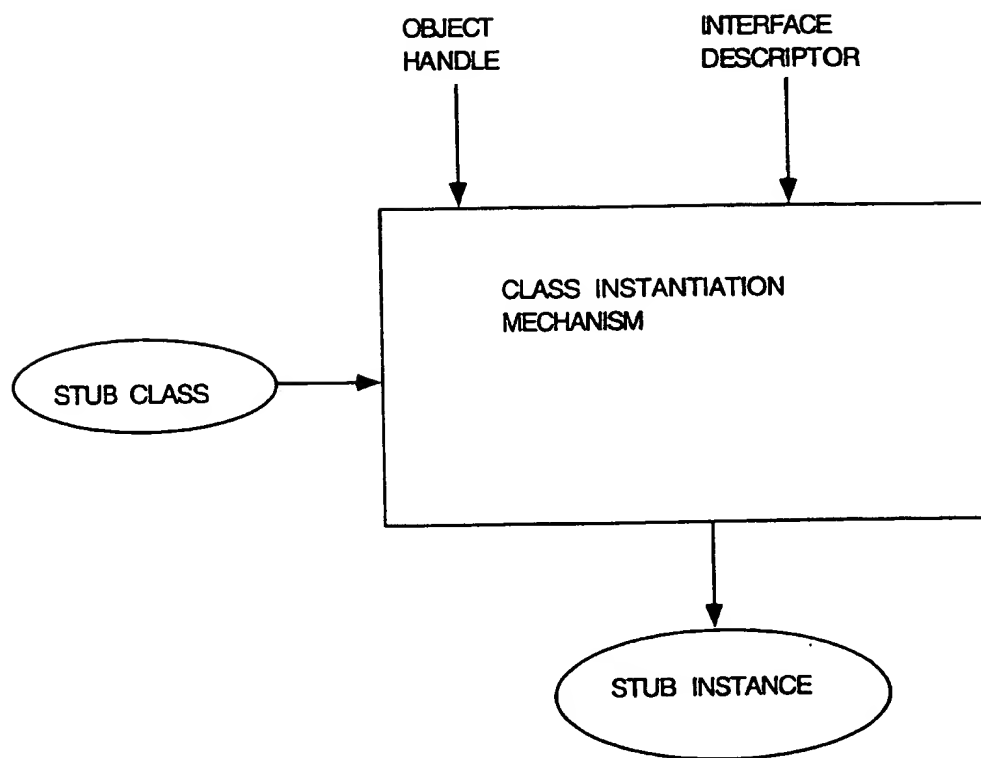 OBJECT
HANDLE
INTERFACE
DESCRIPTOR
CLASS INSTANTIATION
MECHANISM
STUB CLASS
STUB INSTANCE